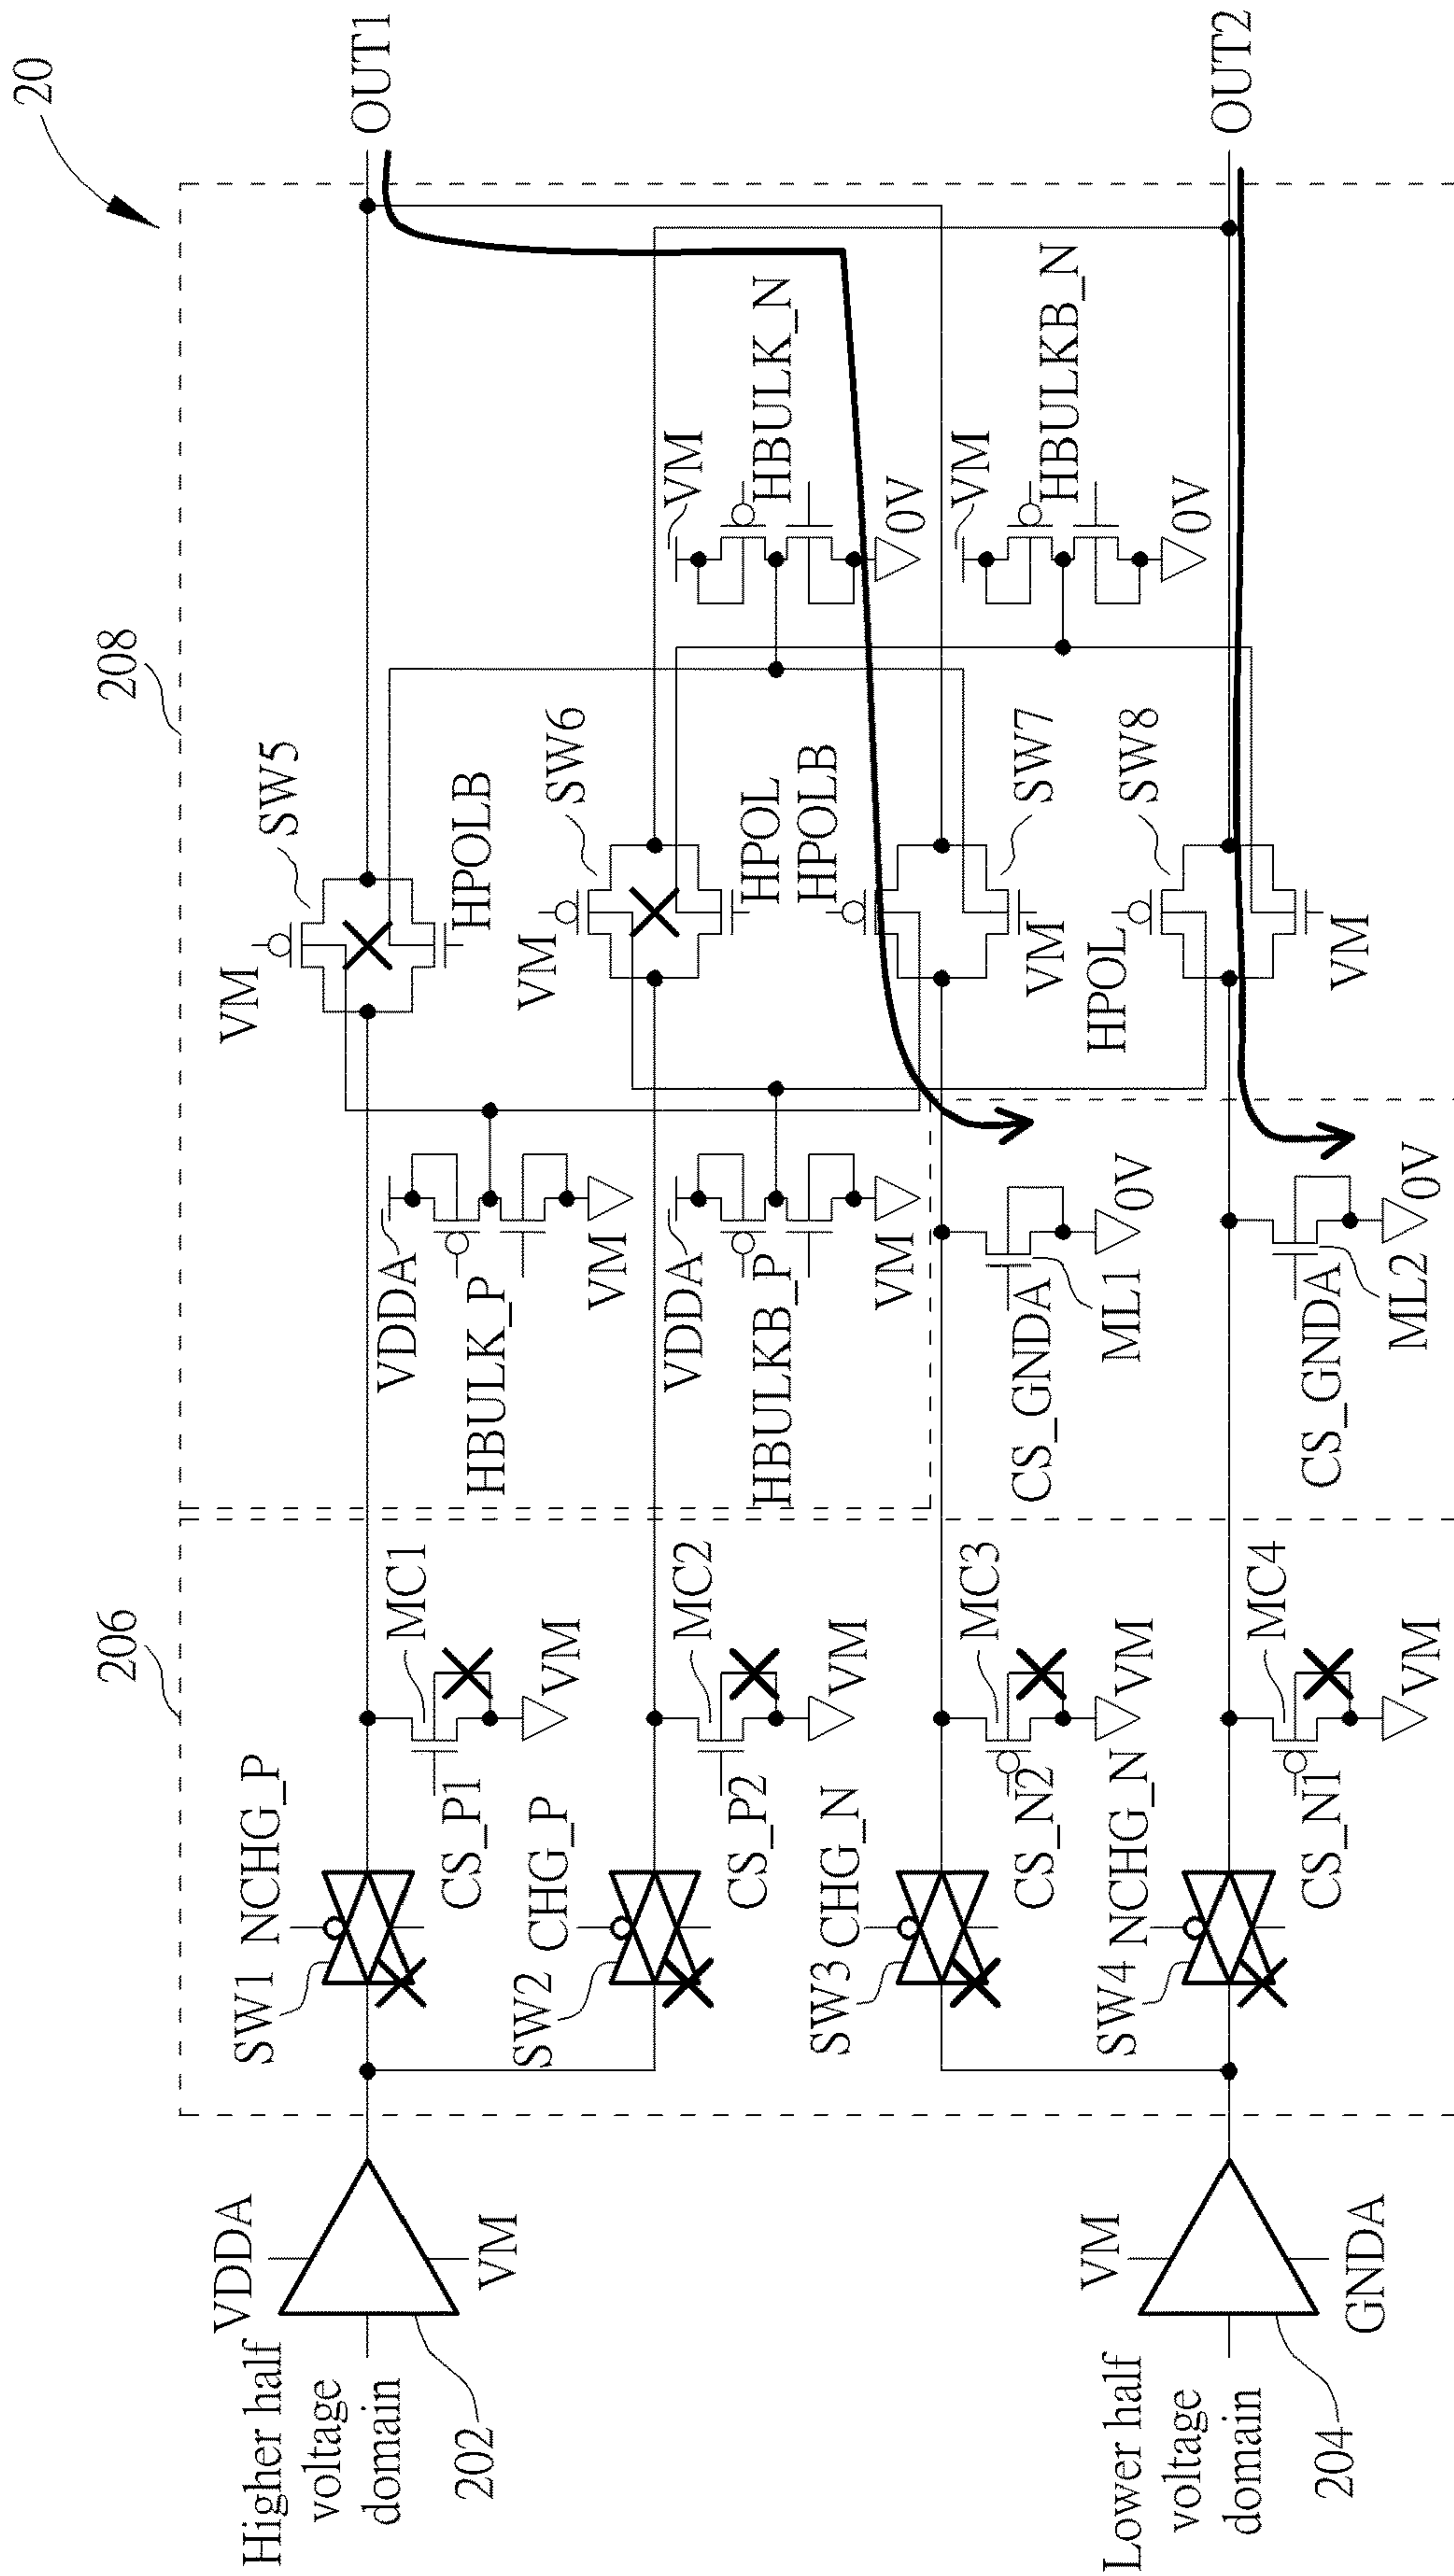 20
206
208
VDDA
Higher half
voltage
domain
202
VM
SW1
NCHG_P
MC1
CS_P1
VM
VDDA
HBULK_P
VM
VM
SW5
HPOLB
OUT1
SW2
CHG_P
MC2
CS_P2
VM
VDDA
HBULKB_P
VM
VM
SW6
HPOL
VM
HBULK_N
0V
SW3
CHG_N
MC3
CS_N2
VM
CS_GNDA
ML1
0V
HPOLB
VM
SW7
VM
HBULKB_N
0V
VM
Lower half
voltage
domain
204
GNDA
SW4
NCHG_N
MC4
CS_N1
VM
CS_GNDA
ML2
0V
HPOL
SW8
VM
OUT2